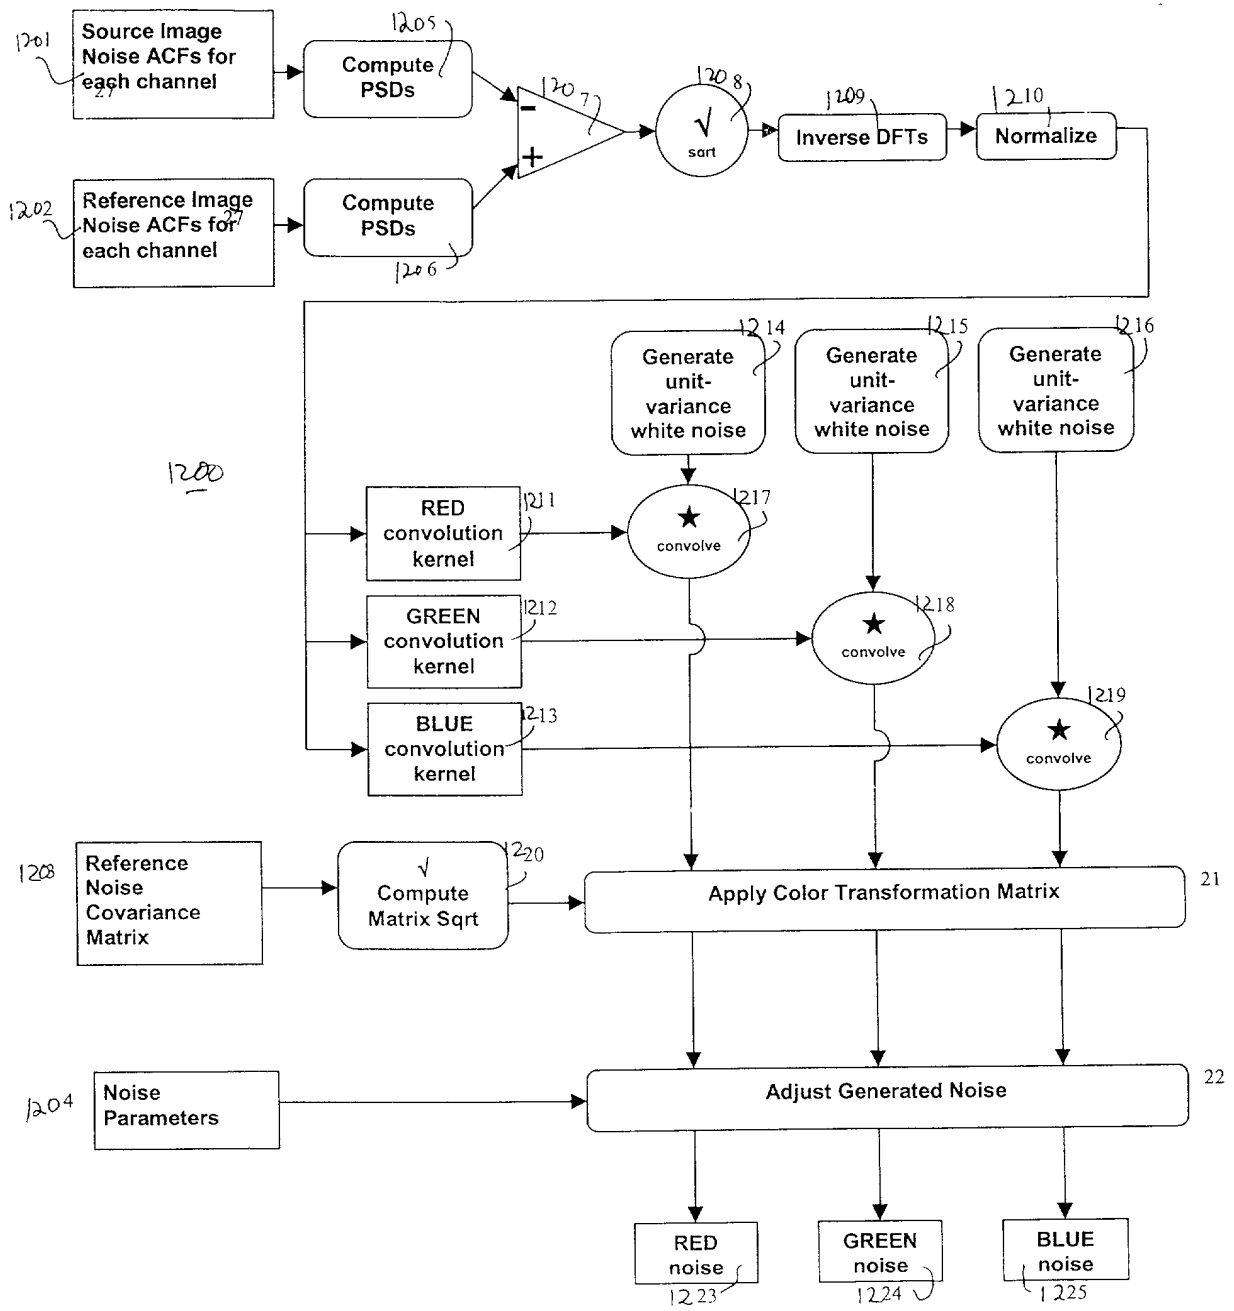 1201
Source Image
Noise ACFs for
each channel
27
Compute
PSDs
1205
1207
-
+
1208
√
sqrt
1209
Inverse DFTs
1210
Normalize
1202
Reference Image
Noise ACFs for
27
each channel
Compute
PSDs
1206
1214
Generate
unit-
variance
white noise
1215
Generate
unit-
variance
white noise
1216
Generate
unit-
variance
white noise
1200
RED
convolution
kernel
1211
1217
★
convolve
GREEN
convolution
kernel
1212
1218
★
convolve
BLUE
convolution
kernel
1213
1219
★
convolve
1203
Reference
Noise
Covariance
Matrix
√
Compute
Matrix Sqrt
1220
Apply Color Transformation Matrix
21
1204
Noise
Parameters
Adjust Generated Noise
22
RED
noise
1223
GREEN
noise
1224
BLUE
noise
1225